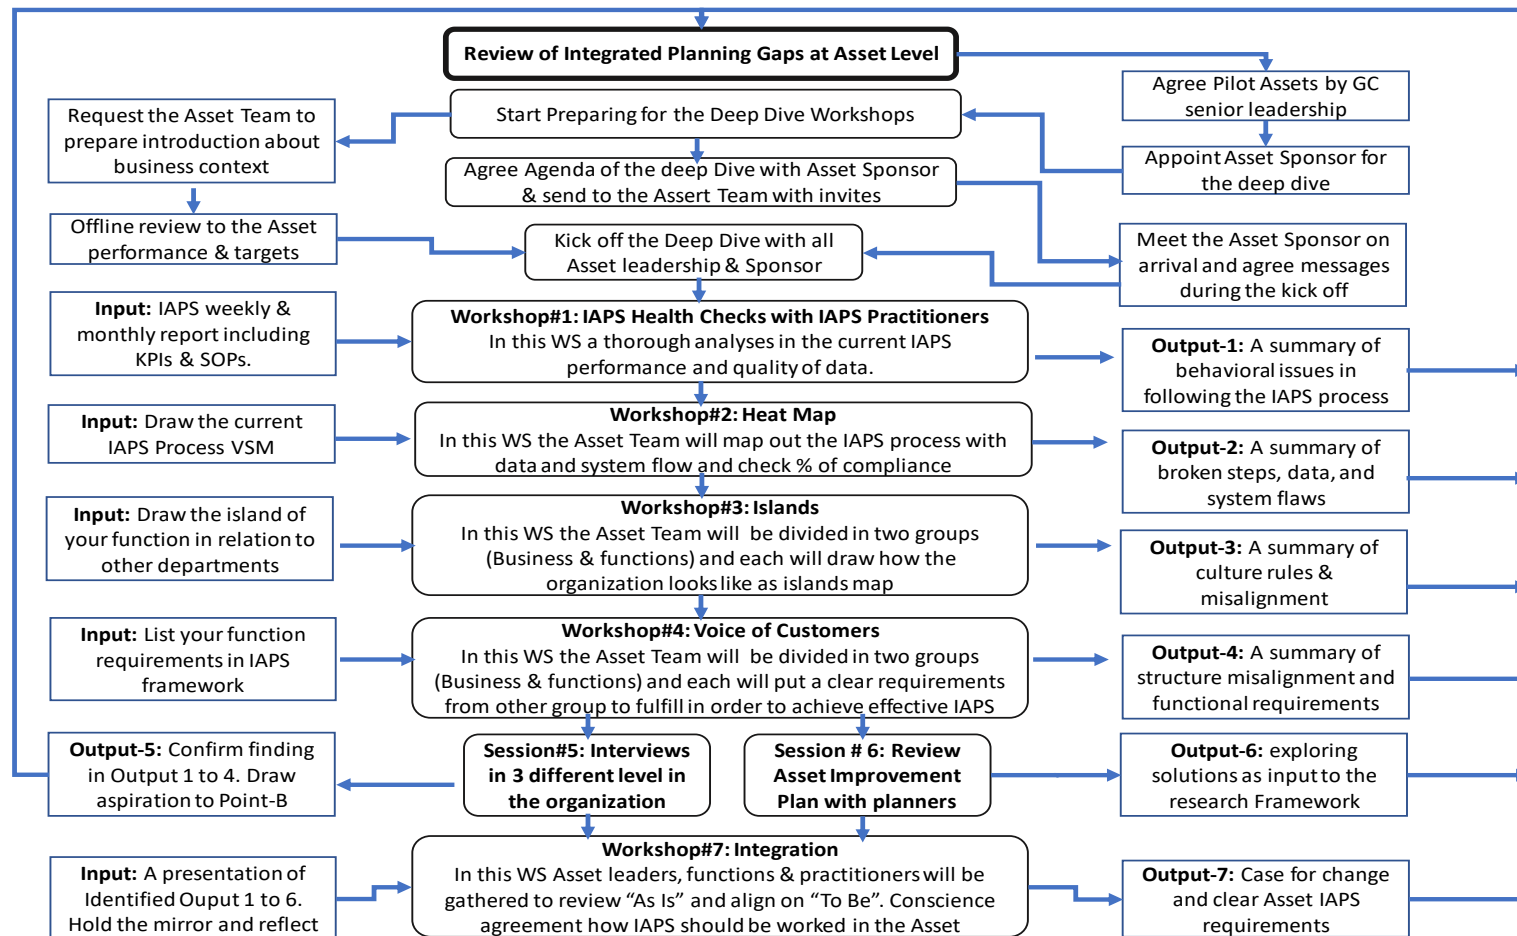 Review of Integrated Planning Gaps at Asset Level
Agree Pilot Assets by GC
senior leadership
Start Preparing for the Deep Dive Workshops
Request the Asset Team to
prepare introduction about
business context
Appoint Asset Sponsor for
the deep dive
Agree Agenda of the deep Dive with Asset Sponsor
& send to the Assert Team with invites
Offline review to the Asset
performance & targets
Kick off the Deep Dive with all
Asset leadership & Sponsor
Meet the Asset Sponsor on
arrival and agree messages
during the kick off
Input: IAPS weekly &
monthly report including
KPIs & SOPs.
Workshop#1: IAPS Health Checks with IAPS Practitioners
In this WS a thorough analyses in the current IAPS
performance and quality of data.
Output-1: A summary of
behavioral issues in
following the IAPS process
Input: Draw the current
IAPS Process VSM
Workshop#2: Heat Map
In this WS the Asset Team will map out the IAPS process with
data and system flow and check % of compliance
Output-2: A summary of
broken steps, data, and
system flaws
Input: Draw the island of
your function in relation to
other departments
Workshop#3: Islands
In this WS the Asset Team will be divided in two groups
(Business & functions) and each will draw how the
organization looks like as islands map
Output-3: A summary of
culture rules &
misalignment
Input: List your function
requirements in IAPS
framework
Workshop#4: Voice of Customers
In this WS the Asset Team will be divided in two groups
(Business & functions) and each will put a clear requirements
from other group to fulfill in order to achieve effective IAPS
Output-4: A summary of
structure misalignment and
functional requirements
Output-5: Confirm finding
in Output 1 to 4. Draw
aspiration to Point-B
Session#5: Interviews
in 3 different level in
the organization
Session # 6: Review
Asset Improvement
Plan with planners
Output-6: exploring
solutions as input to the
research Framework
Input: A presentation of
Identified Ouput 1 to 6.
Hold the mirror and reflect
Workshop#7: Integration
In this WS Asset leaders, functions & practitioners will be
gathered to review “As Is” and align on “To Be”. Conscience
agreement how IAPS should be worked in the Asset
Output-7: Case for change
and clear Asset IAPS
requirements